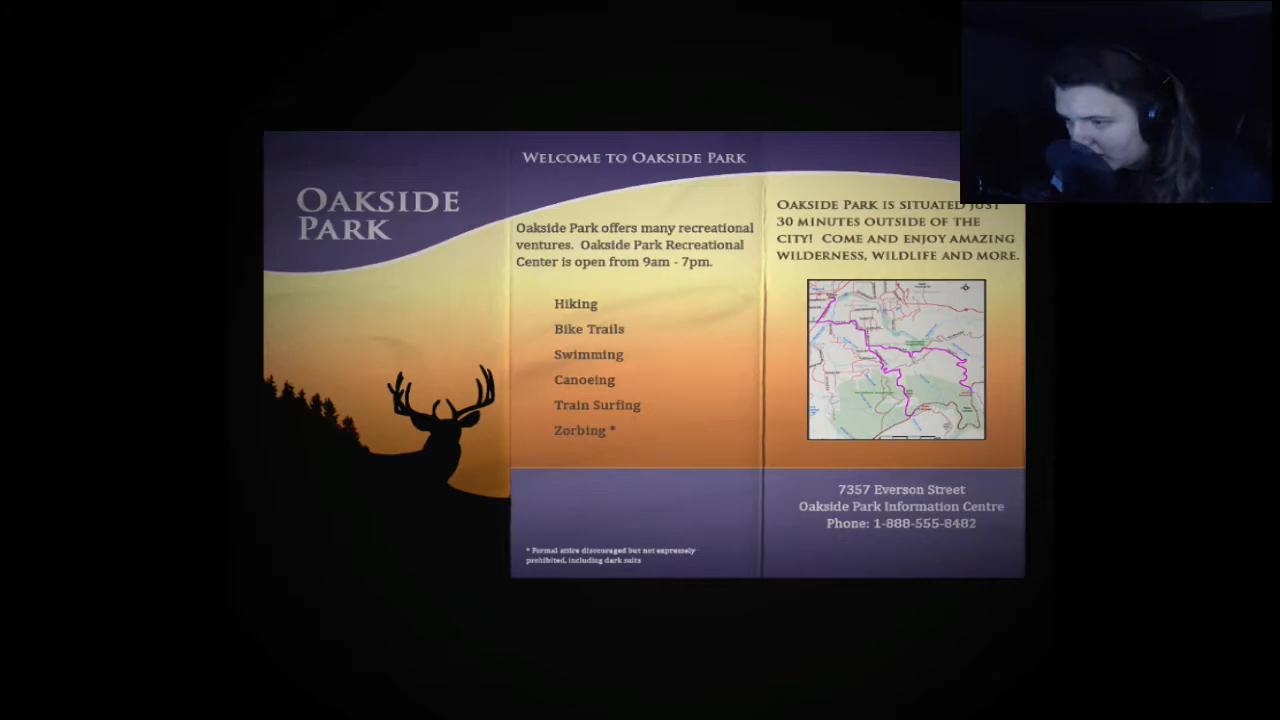 OAKSIDE
PARK
WELCOME TO OAKSIDE PARK
Oakside Park offers many recreational
ventures. Oakside Park Recreational
Center is open from 9am - 7pm.
Hiking
Bike Trails
Swimming
Canoeing
Train Surfing
Zorbing *
* Formal attire discouraged but not expressly
prohibited, including dark suits
OAKSIDE PARK IS SITUATED JUST
30 MINUTES OUTSIDE OF THE
CITY! COME AND ENJOY AMAZING
WILDERNESS, WILDLIFE AND MORE.
7357 Everson Street
Oakside Park Information Centre
Phone: 1-888-555-8482